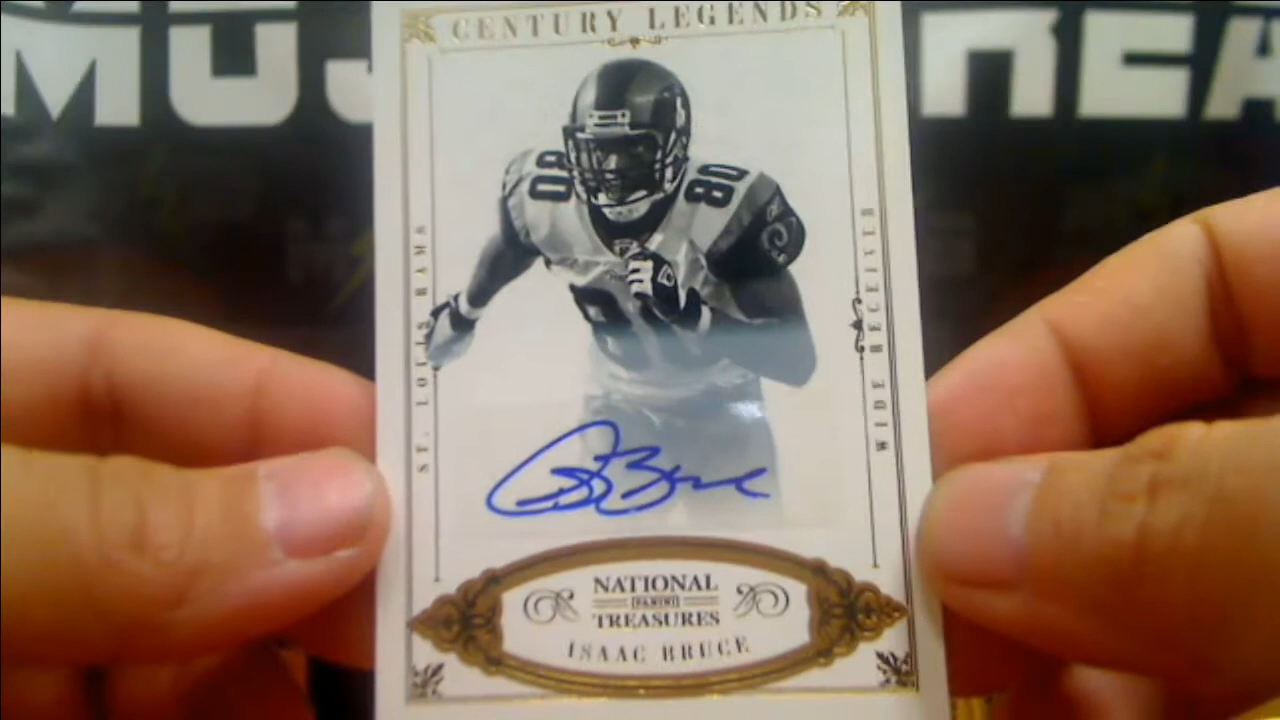 CENTURY LEGENDS
80
80
ST. LOUIS RAMS
WIDE RECEIVER
NATIONAL
PANINI
TREASURES
ISAAC BRUCE